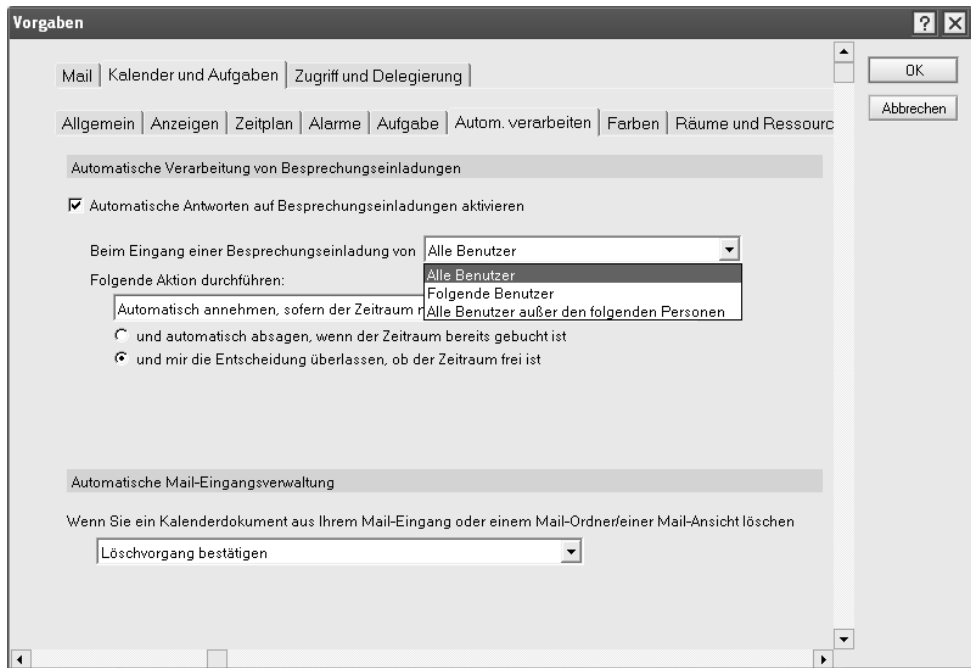 Vorgaben
OK
Abbrechen
Mail Kalender und Aufgaben Zugriff und Delegierung
Allgemein Anzeigen Zeitplan Alarme Aufgabe Autom. verarbeiten Farben Räume und Ressourc
Automatische Verarbeitung von Besprechungseinladungen
Automatische Antworten auf Besprechungseinladungen aktivieren
Beim Eingang einer Besprechungseinladung von Alle Benutzer
Alle Benutzer
Folgende Benutzer
Alle Benutzer außer den folgenden Personen
Folgende Aktion durchführen:
Automatisch annehmen, sofern der Zeitraum
und automatisch absagen, wenn der Zeitraum bereits gebucht ist
und mir die Entscheidung überlassen, ob der Zeitraum frei ist
Automatische Mail-Eingangsverwaltung
Wenn Sie ein Kalenderdokument aus Ihrem Mail-Eingang oder einem Mail-Ordner/einer Mail-Ansicht löschen
Löschvorgang bestätigen